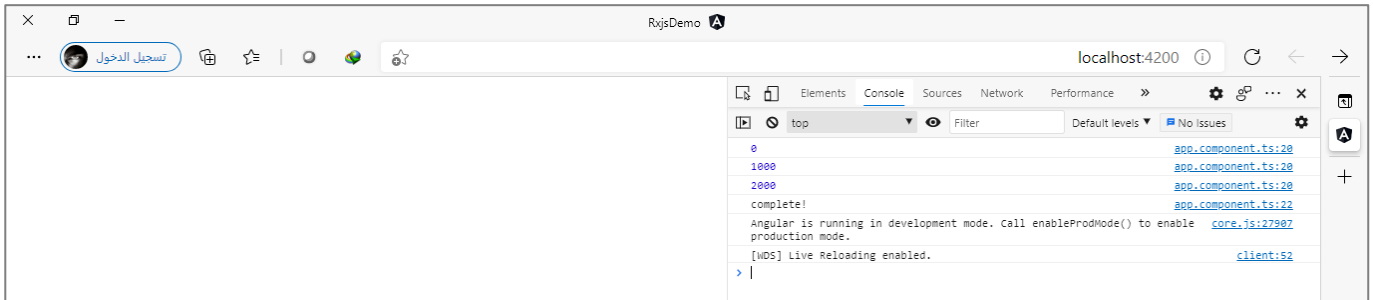 RxjsDemo
تسجيل الدخول
localhost:4200
Elements Console Sources Network Performance
top Filter Default levels No Issues
0 app.component.ts:20
1000 app.component.ts:20
2000 app.component.ts:20
complete! app.component.ts:22
Angular is running in development mode. Call enableProdMode() to enable core.js:27907
production mode.
[WDS] Live Reloading enabled. client:52